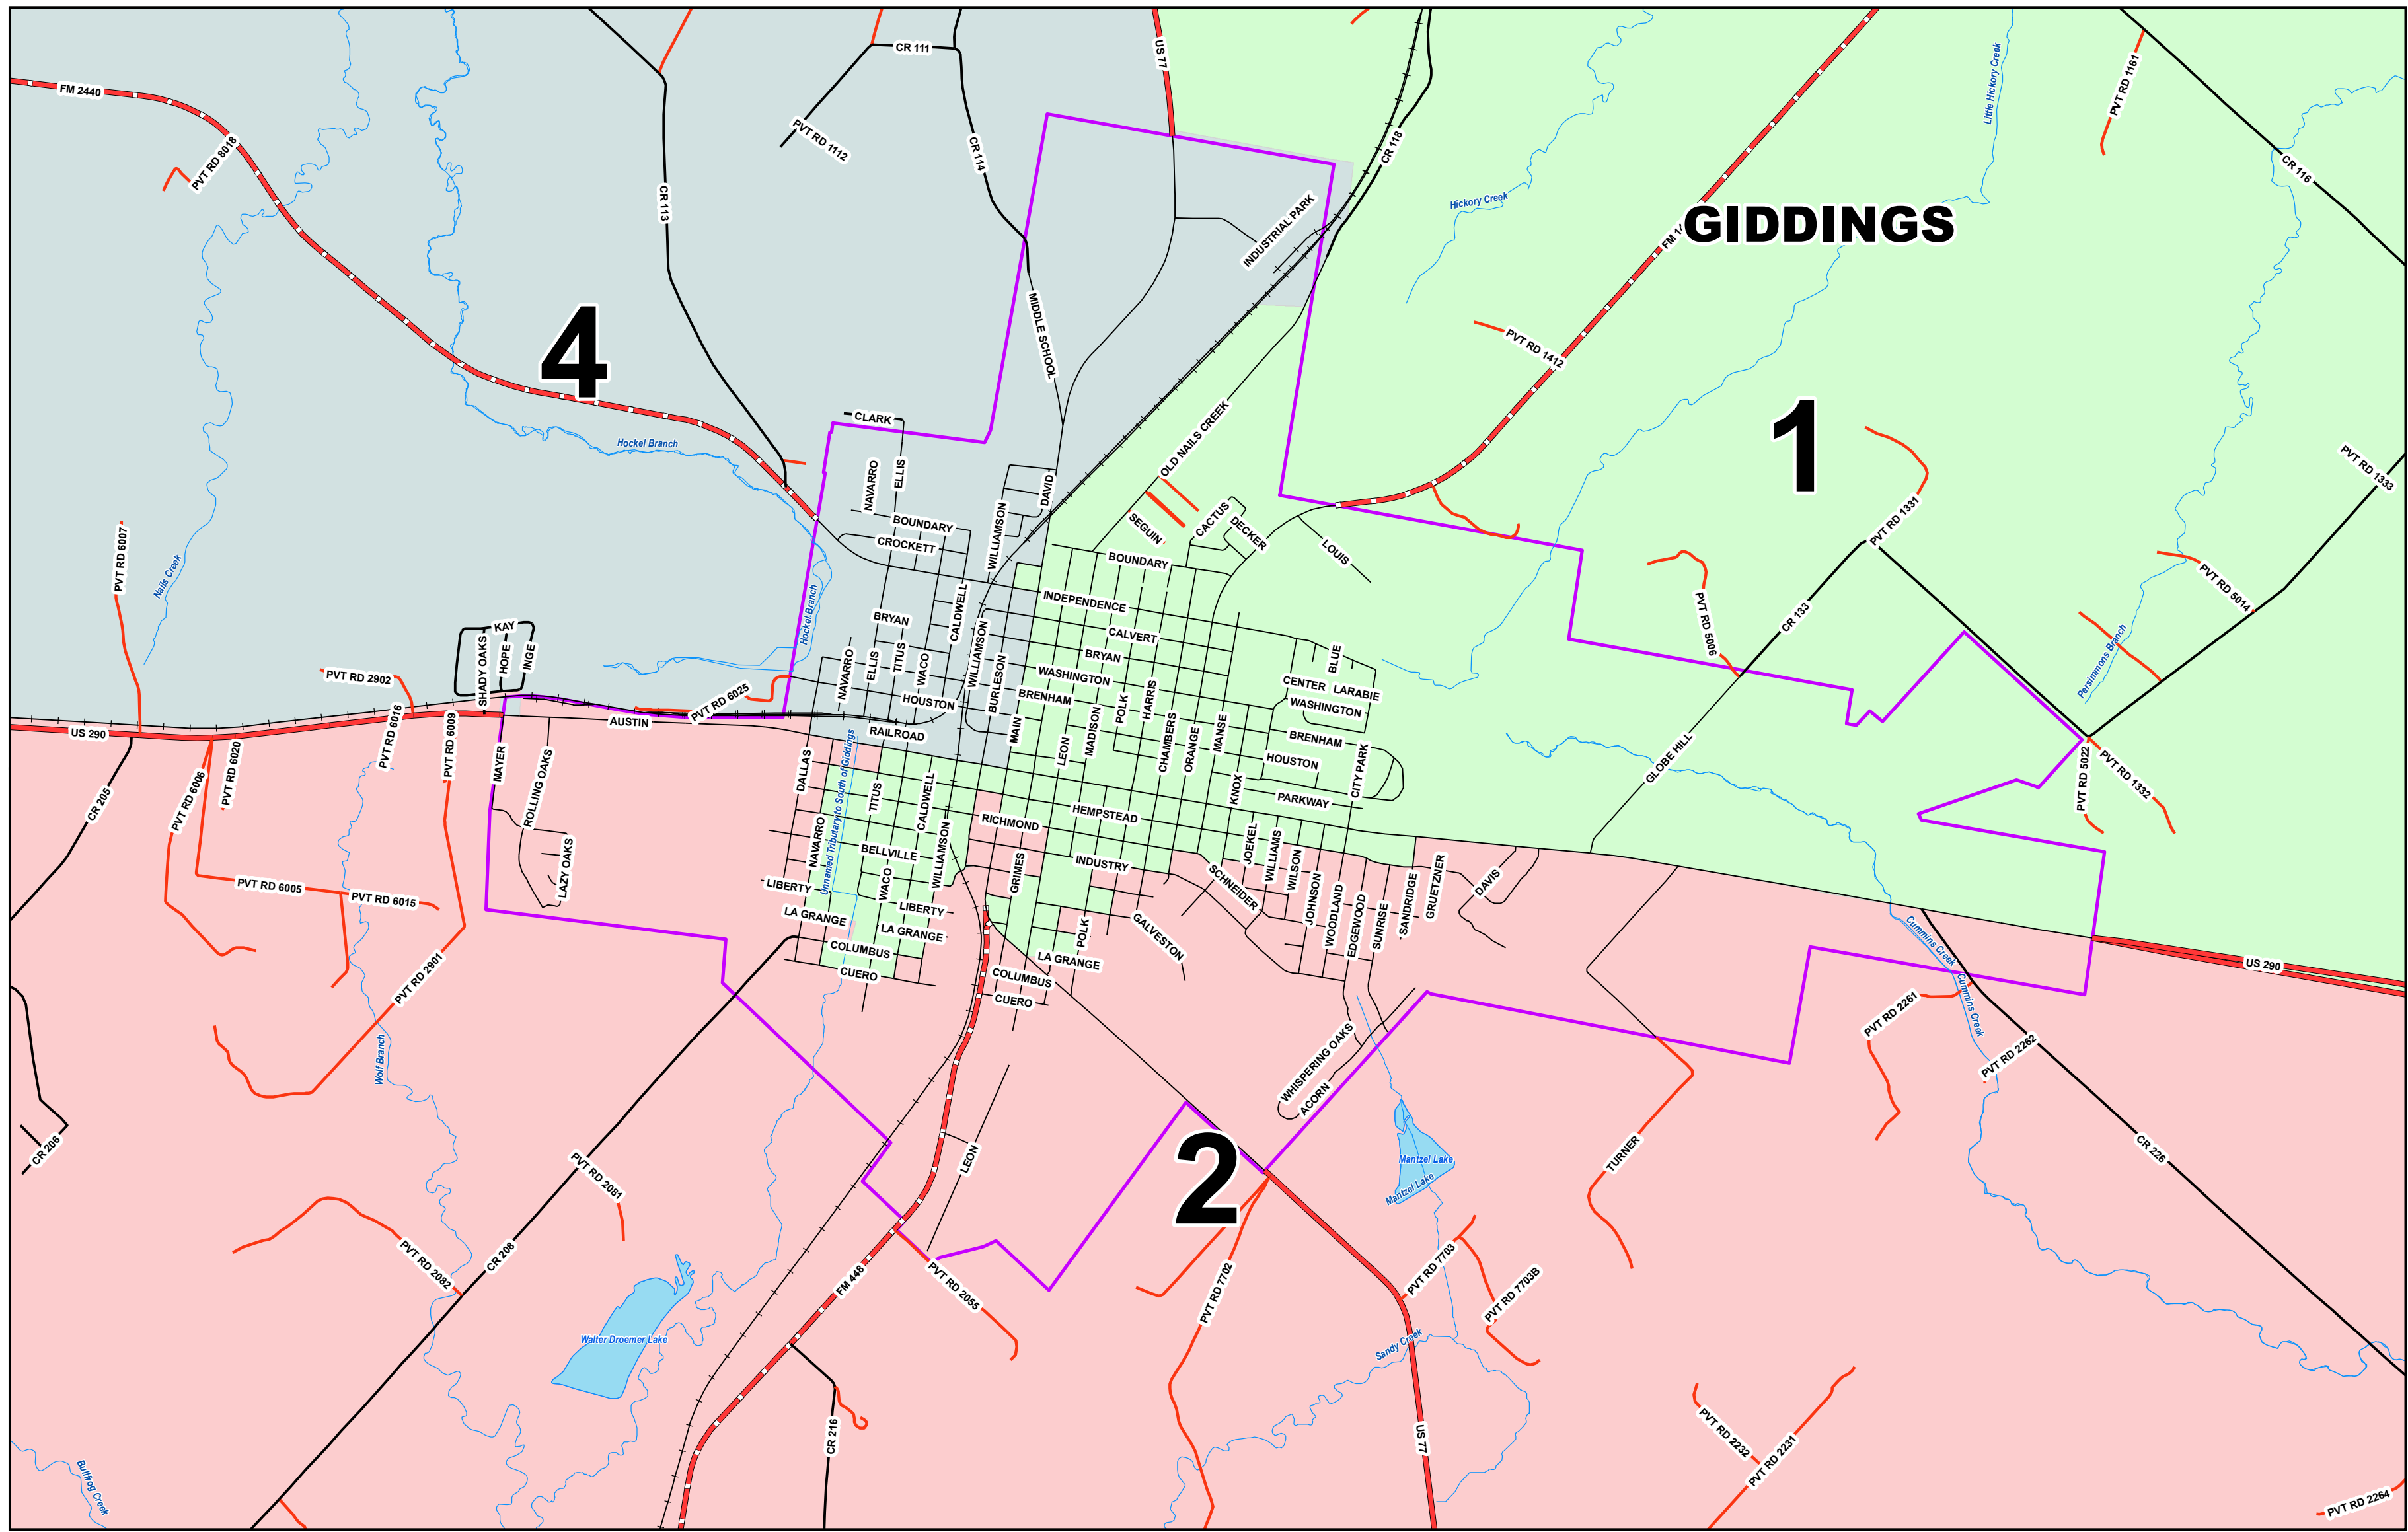 US 77
CR 111
FM 2440
PVT RD 8018
PVT RD 1112
CR 114
CR 118
CR 113
Little Hickory Creek
PVT RD 1161
CR 116
Hickory Creek
GIDDINGS
FM 14
INDUSTRIAL PARK
4
MIDDLE SCHOOL
PVT RD 1412
1
CLARK
Hockel Branch
OLD NAILS CREEK
PVT RD 1333
NAVARRO
ELLIS
DAVID
WILLIAMSON
BOUNDARY
CROCKETT
SEGUIN
CACTUS
DECKER
LOUIS
PVT RD 1331
BOUNDARY
PVT RD 6007
Nails Creek
Hockel Branch
CALDWELL
INDEPENDENCE
PVT RD 5014
CR 133
PVT RD 5006
BRYAN
CALVERT
KAY
SHADY OAKS
HOPE
INGE
ELLIS
TITUS
WACO
WILLIAMSON
BURLESON
BRYAN
BLUE
Persimmons Branch
PVT RD 2902
NAVARRO
WASHINGTON
CENTER
LARABIE
PVT RD 6025
HOUSTON
BRENHAM
POLK
HARRIS
WASHINGTON
PVT RD 6016
PVT RD 6009
AUSTIN
RAILROAD
MAIN
MADISON
CHAMBERS
ORANGE
MANSE
BRENHAM
US 290
PVT RD 6020
MAYER
ROLLING OAKS
DALLAS
LEON
HOUSTON
CITY PARK
GLOBE HILL
PVT RD 5022
PVT RD 1332
CR 205
PVT RD 6006
Unnamed Tributary to South of Giddings
TITUS
CALDWELL
KNOX
PARKWAY
HEMPSTEAD
RICHMOND
NAVARRO
BELLVILLE
WILLIAMSON
LAZY OAKS
GRIMES
INDUSTRY
JOEKEL
WILLIAMS
WILSON
SCHNEIDER
GRUETZNER
DAVIS
PVT RD 6005
PVT RD 6015
LIBERTY
WACO
LIBERTY
JOHNSON
WOODLAND
EDGEWOOD
SUNRISE
SANDRIDGE
LA GRANGE
LA GRANGE
POLK
GALVESTON
COLUMBUS
CUERO
LA GRANGE
COLUMBUS
CUERO
Cummins Creek
Cummins Creek
US 290
PVT RD 2901
PVT RD 2261
PVT RD 2262
Wolf Branch
WHISPERING OAKS
ACORN
CR 206
PVT RD 2081
LEON
2
Mantzel Lake
Mantzel Lake
TURNER
CR 226
PVT RD 2082
CR 208
FM 448
PVT RD 2055
PVT RD 7702
PVT RD 7703
PVT RD 7703B
Walter Droemer Lake
Sandy Creek
CR 216
US 77
PVT RD 2232
PVT RD 2231
Bullfrog Creek
PVT RD 2264